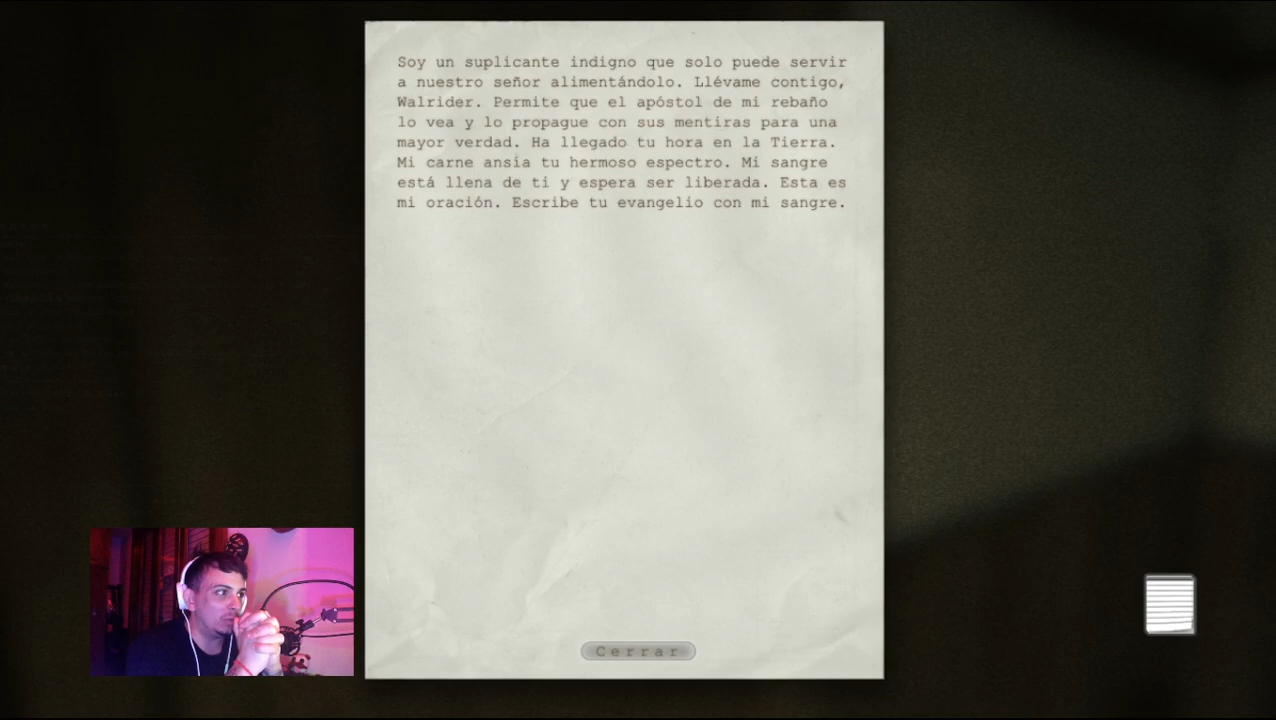 Soy un suplicante indigno que solo puede servir
a nuestro señor alimentándolo. Llévame contigo,
Walrider. Permite que el apóstol de mi rebaño
lo vea y lo propague con sus mentiras para una
mayor verdad. Ha llegado tu hora en la Tierra.
Mi carne ansía tu hermoso espectro. Mi sangre
está llena de ti y espera ser liberada. Esta es
mi oración. Escribe tu evangelio con mi sangre.
Cerrar